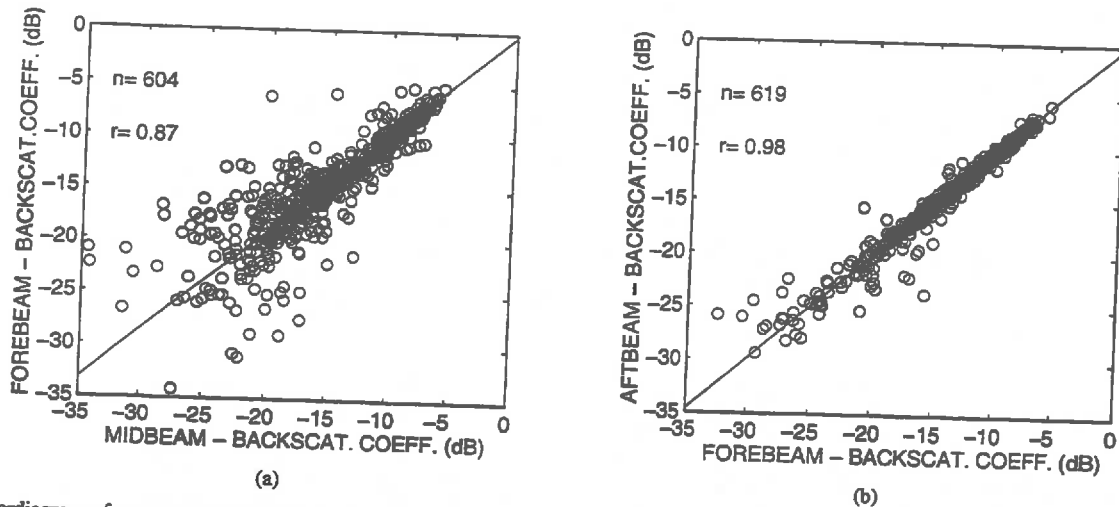 0
-5
-10
-15
-20
-25
-30
-35
FOREBEAM – BACKSCAT.COEFF. (dB)
n= 604
r= 0.87
-35 -30 -25 -20 -15 -10 -5 0
MIDBEAM – BACKSCAT. COEFF. (dB)
(a)
0
-5
-10
-15
-20
-25
-30
-35
AFTBEAM – BACKSCAT.COEFF. (dB)
n= 619
r= 0.98
-35 -30 -25 -20 -15 -10 -5 0
FOREBEAM – BACKSCAT. COEFF. (dB)
(b)